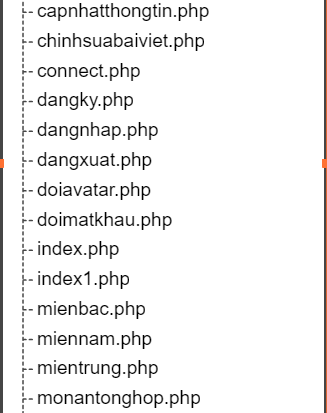 capnhatthongtin.php
chinhsuabaiviet.php
connect.php
dangky.php
dangnhap.php
dangxuat.php
doiavatar.php
doimatkhau.php
index.php
index1.php
mienbac.php
miennam.php
mientrung.php
monantonghop.php